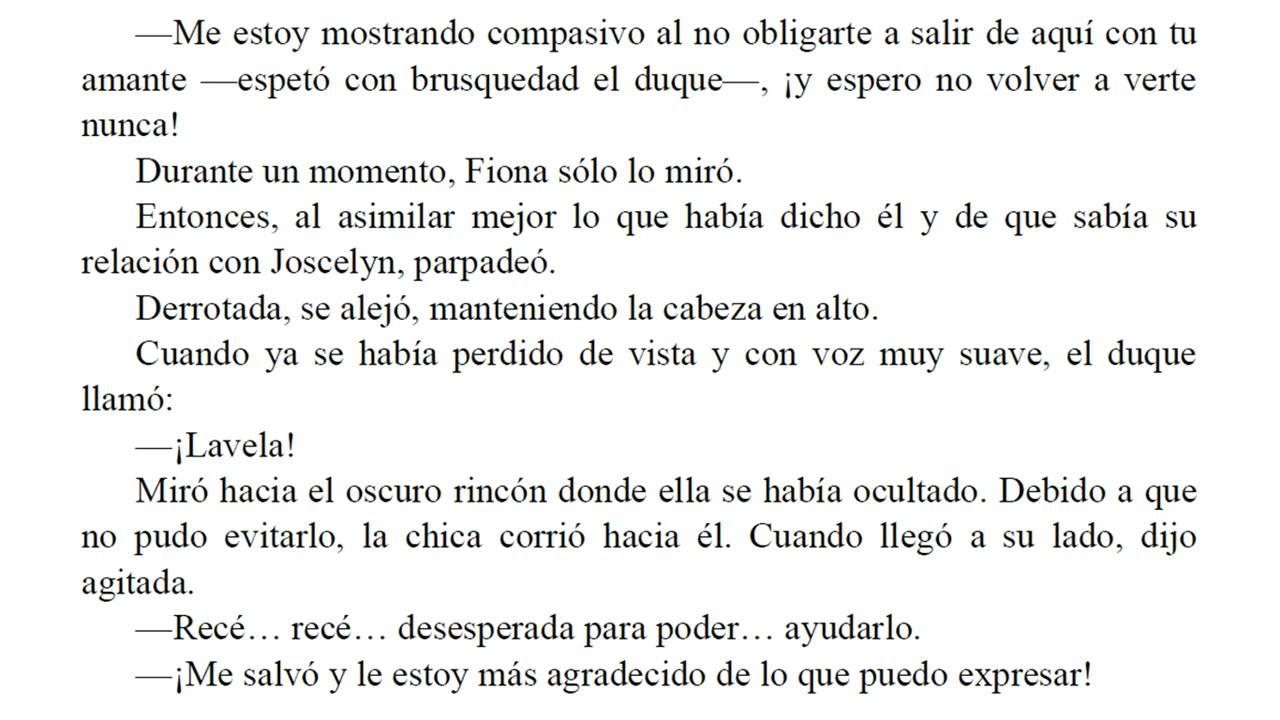 —Me estoy mostrando compasivo al no obligarte a salir de aquí con tu
amante —espetó con brusquedad el duque—, ¡y espero no volver a verte
nunca!
Durante un momento, Fiona sólo lo miró.
Entonces, al asimilar mejor lo que había dicho él y de que sabía su
relación con Joscelyn, parpadeó.
Derrotada, se alejó, manteniendo la cabeza en alto.
Cuando ya se había perdido de vista y con voz muy suave, el duque
llamó:
—¡Lavela!
Miró hacia el oscuro rincón donde ella se había ocultado. Debido a que
no pudo evitarlo, la chica corrió hacia él. Cuando llegó a su lado, dijo
agitada.
—Recé… recé… desesperada para poder… ayudarlo.
—¡Me salvó y le estoy más agradecido de lo que puedo expresar!